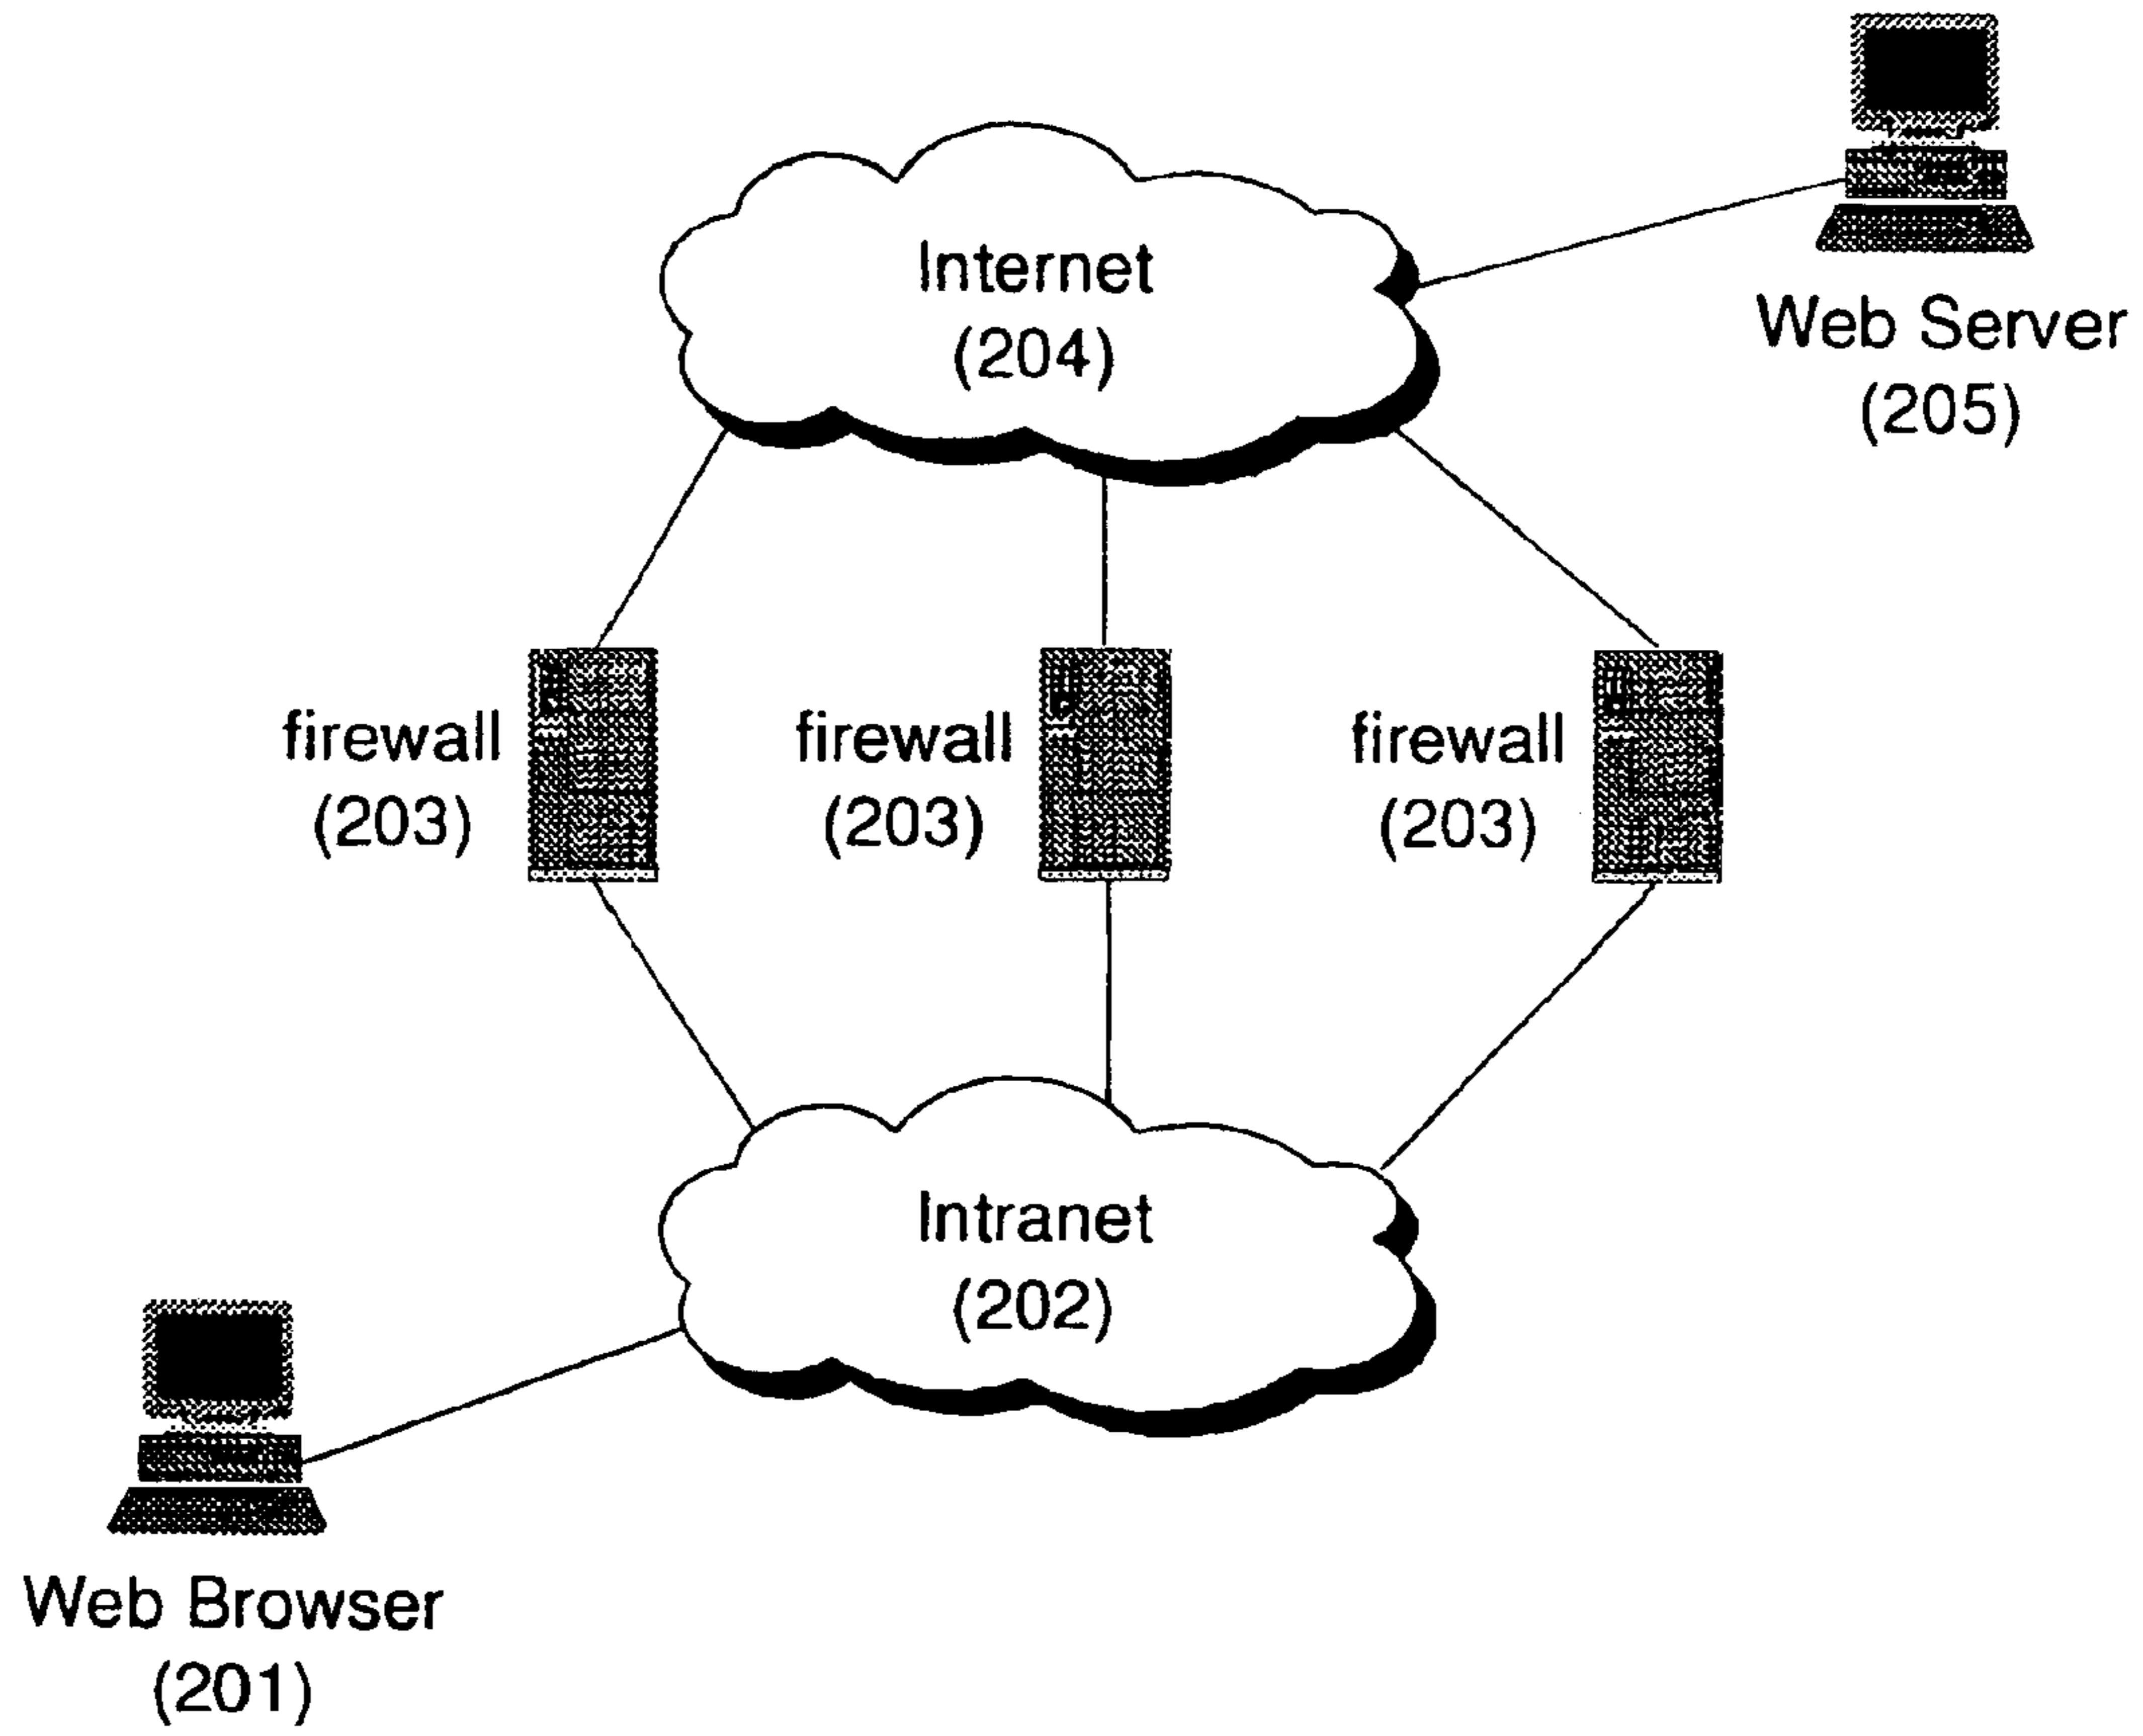 Internet
(204)
Web Server
(205)
firewall
(203)
firewall
(203)
firewall
(203)
Intranet
(202)
Web Browser
(201)